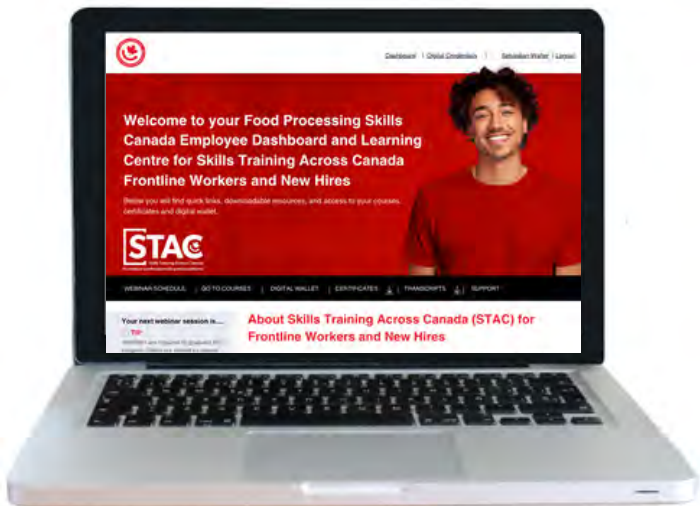 Dashboard | Digital Credentials | | Sebastian Walter | Logout
Welcome to your Food Processing Skills
Canada Employee Dashboard and Learning
Centre for Skills Training Across Canada
Frontline Workers and New Hires
Below you will find quick links, downloadable resources, and access to your courses,
certificates and digital wallet.
STAC
WEBINAR SCHEDULE | GO TO COURSES | DIGITAL WALLET | CERTIFICATES | TRANSCRIPTS | SUPPORT
Your next webinar session is....
About Skills Training Across Canada (STAC) for
Frontline Workers and New Hires